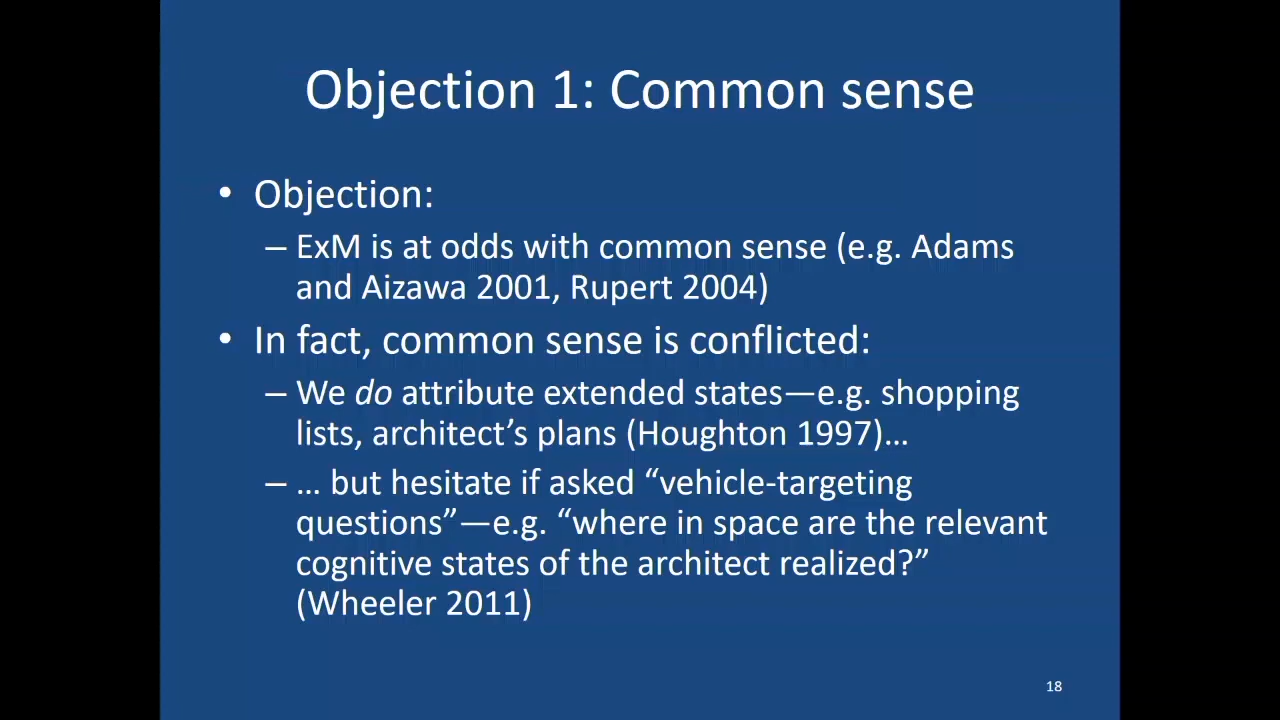 Objection 1: Common sense
• Objection:
– ExM is at odds with common sense (e.g. Adams
and Aizawa 2001, Rupert 2004)
• In fact, common sense is conflicted:
– We do attribute extended states—e.g. shopping
lists, architect’s plans (Houghton 1997)…
– … but hesitate if asked “vehicle-targeting
questions”—e.g. “where in space are the relevant
cognitive states of the architect realized?”
(Wheeler 2011)
18